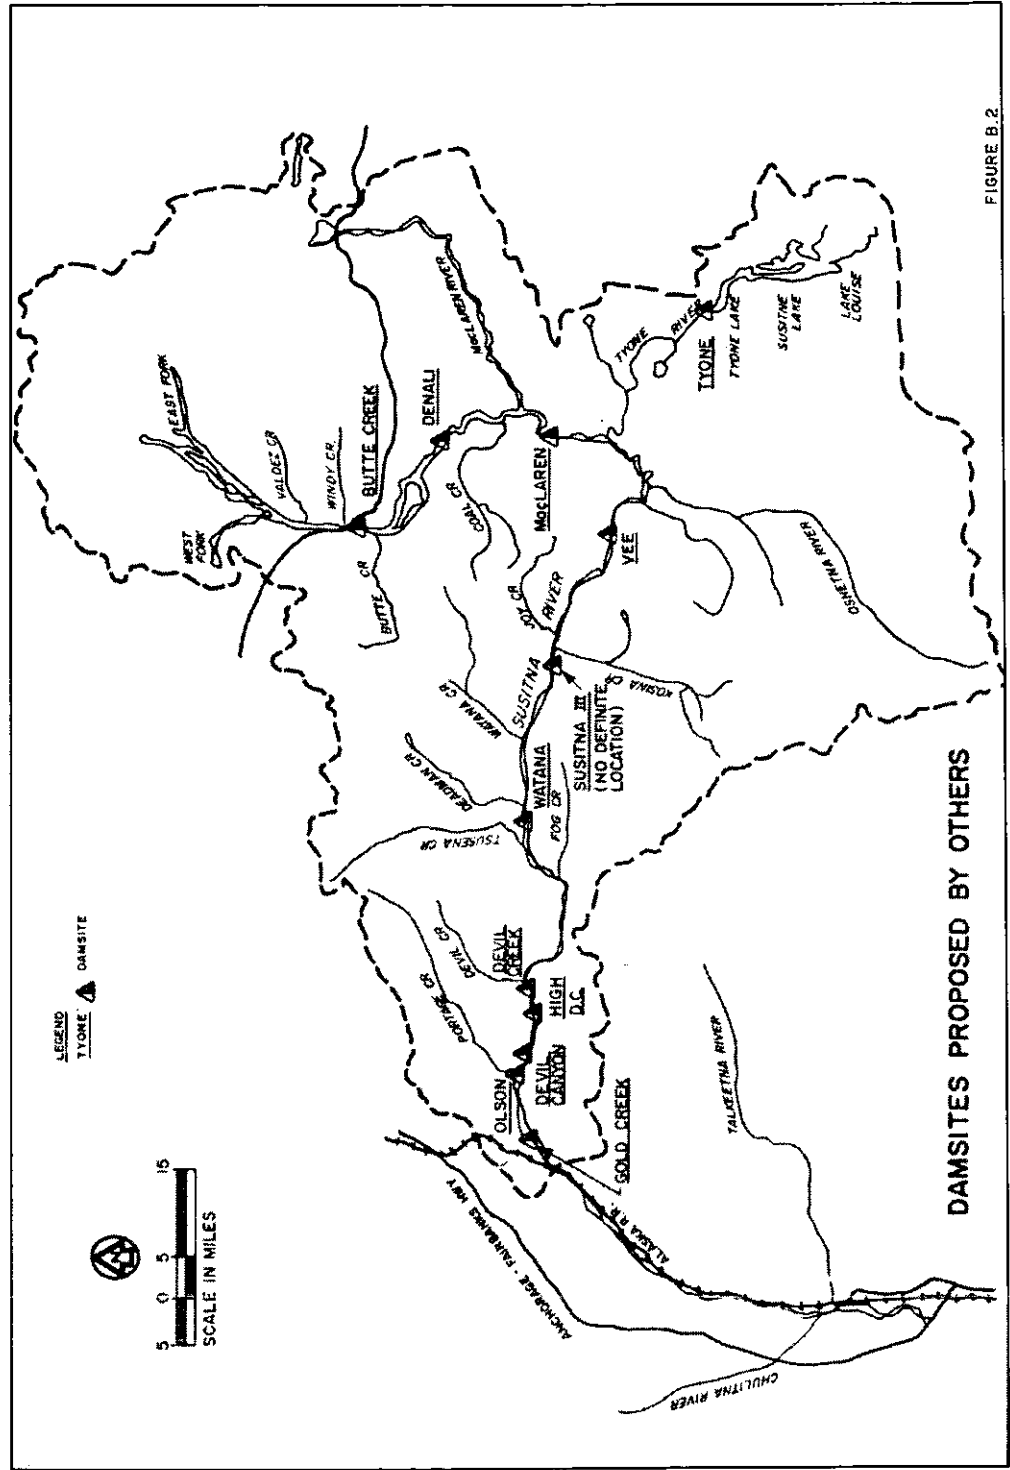 LEGEND
TYONE DAMSITE
5 0 5 15
SCALE IN MILES
EAST FORK
WEST FORK
VALDEZ CR
WINDY CR.
BUTTE CREEK
BUTTE CR
DENALI
MacLAREN RIVER
COAL CR
MacLAREN
JOY CR
SUSITNA RIVER
VEE
TYONE RIVER
TYONE
TYONE LAKE
SUSITNE LAKE
LAKE LOUISE
OSHETNA RIVER
KOSINA CR
SUSITNA III
(NO DEFINITE
LOCATION)
WATANA CR
WATANA
DEADMAN CR
TSUSENA CR
FOG CR
DEVIL CR
DEVIL
CREEK
PORTAGE CR
HIGH
D.C.
DEVIL
CANYON
OLSON
GOLD CREEK
ANCHORAGE - FAIRBANKS HWY
ALASKA R.R.
TALKEETNA RIVER
CHULITNA RIVER
DAMSITES PROPOSED BY OTHERS
FIGURE B.2